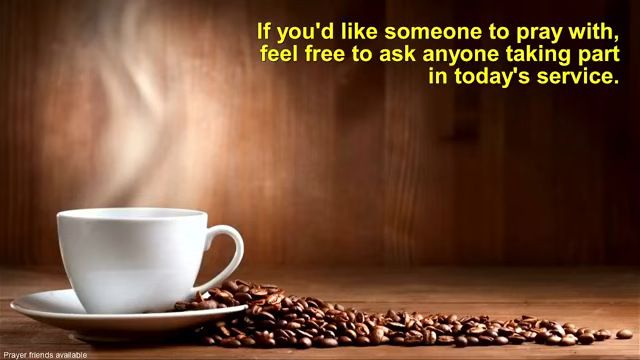 If you'd like someone to pray with,
feel free to ask anyone taking part
in today's service.
Prayer friends available